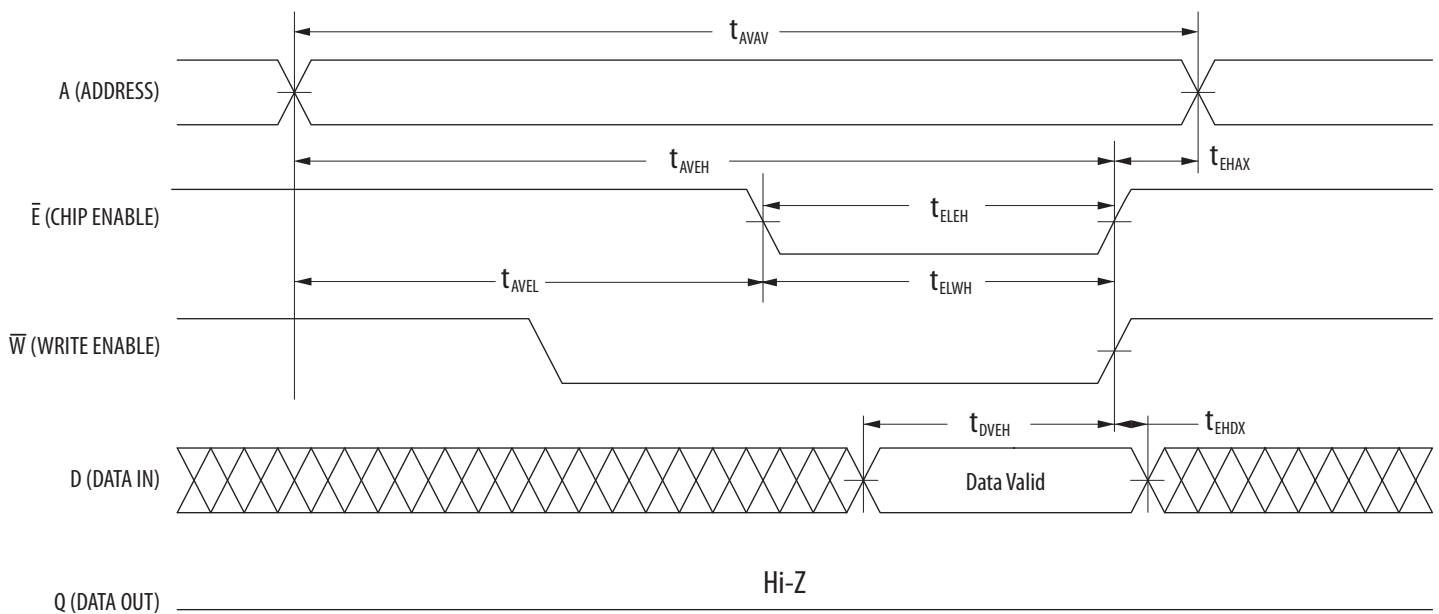 tAVAV
A (ADDRESS)
tAVEH
tEHAX
E̅ (CHIP ENABLE)
tELEH
tAVEL
tELWH
W̅ (WRITE ENABLE)
tDVEH
tEHDX
D (DATA IN)
Data Valid
Hi-Z
Q (DATA OUT)